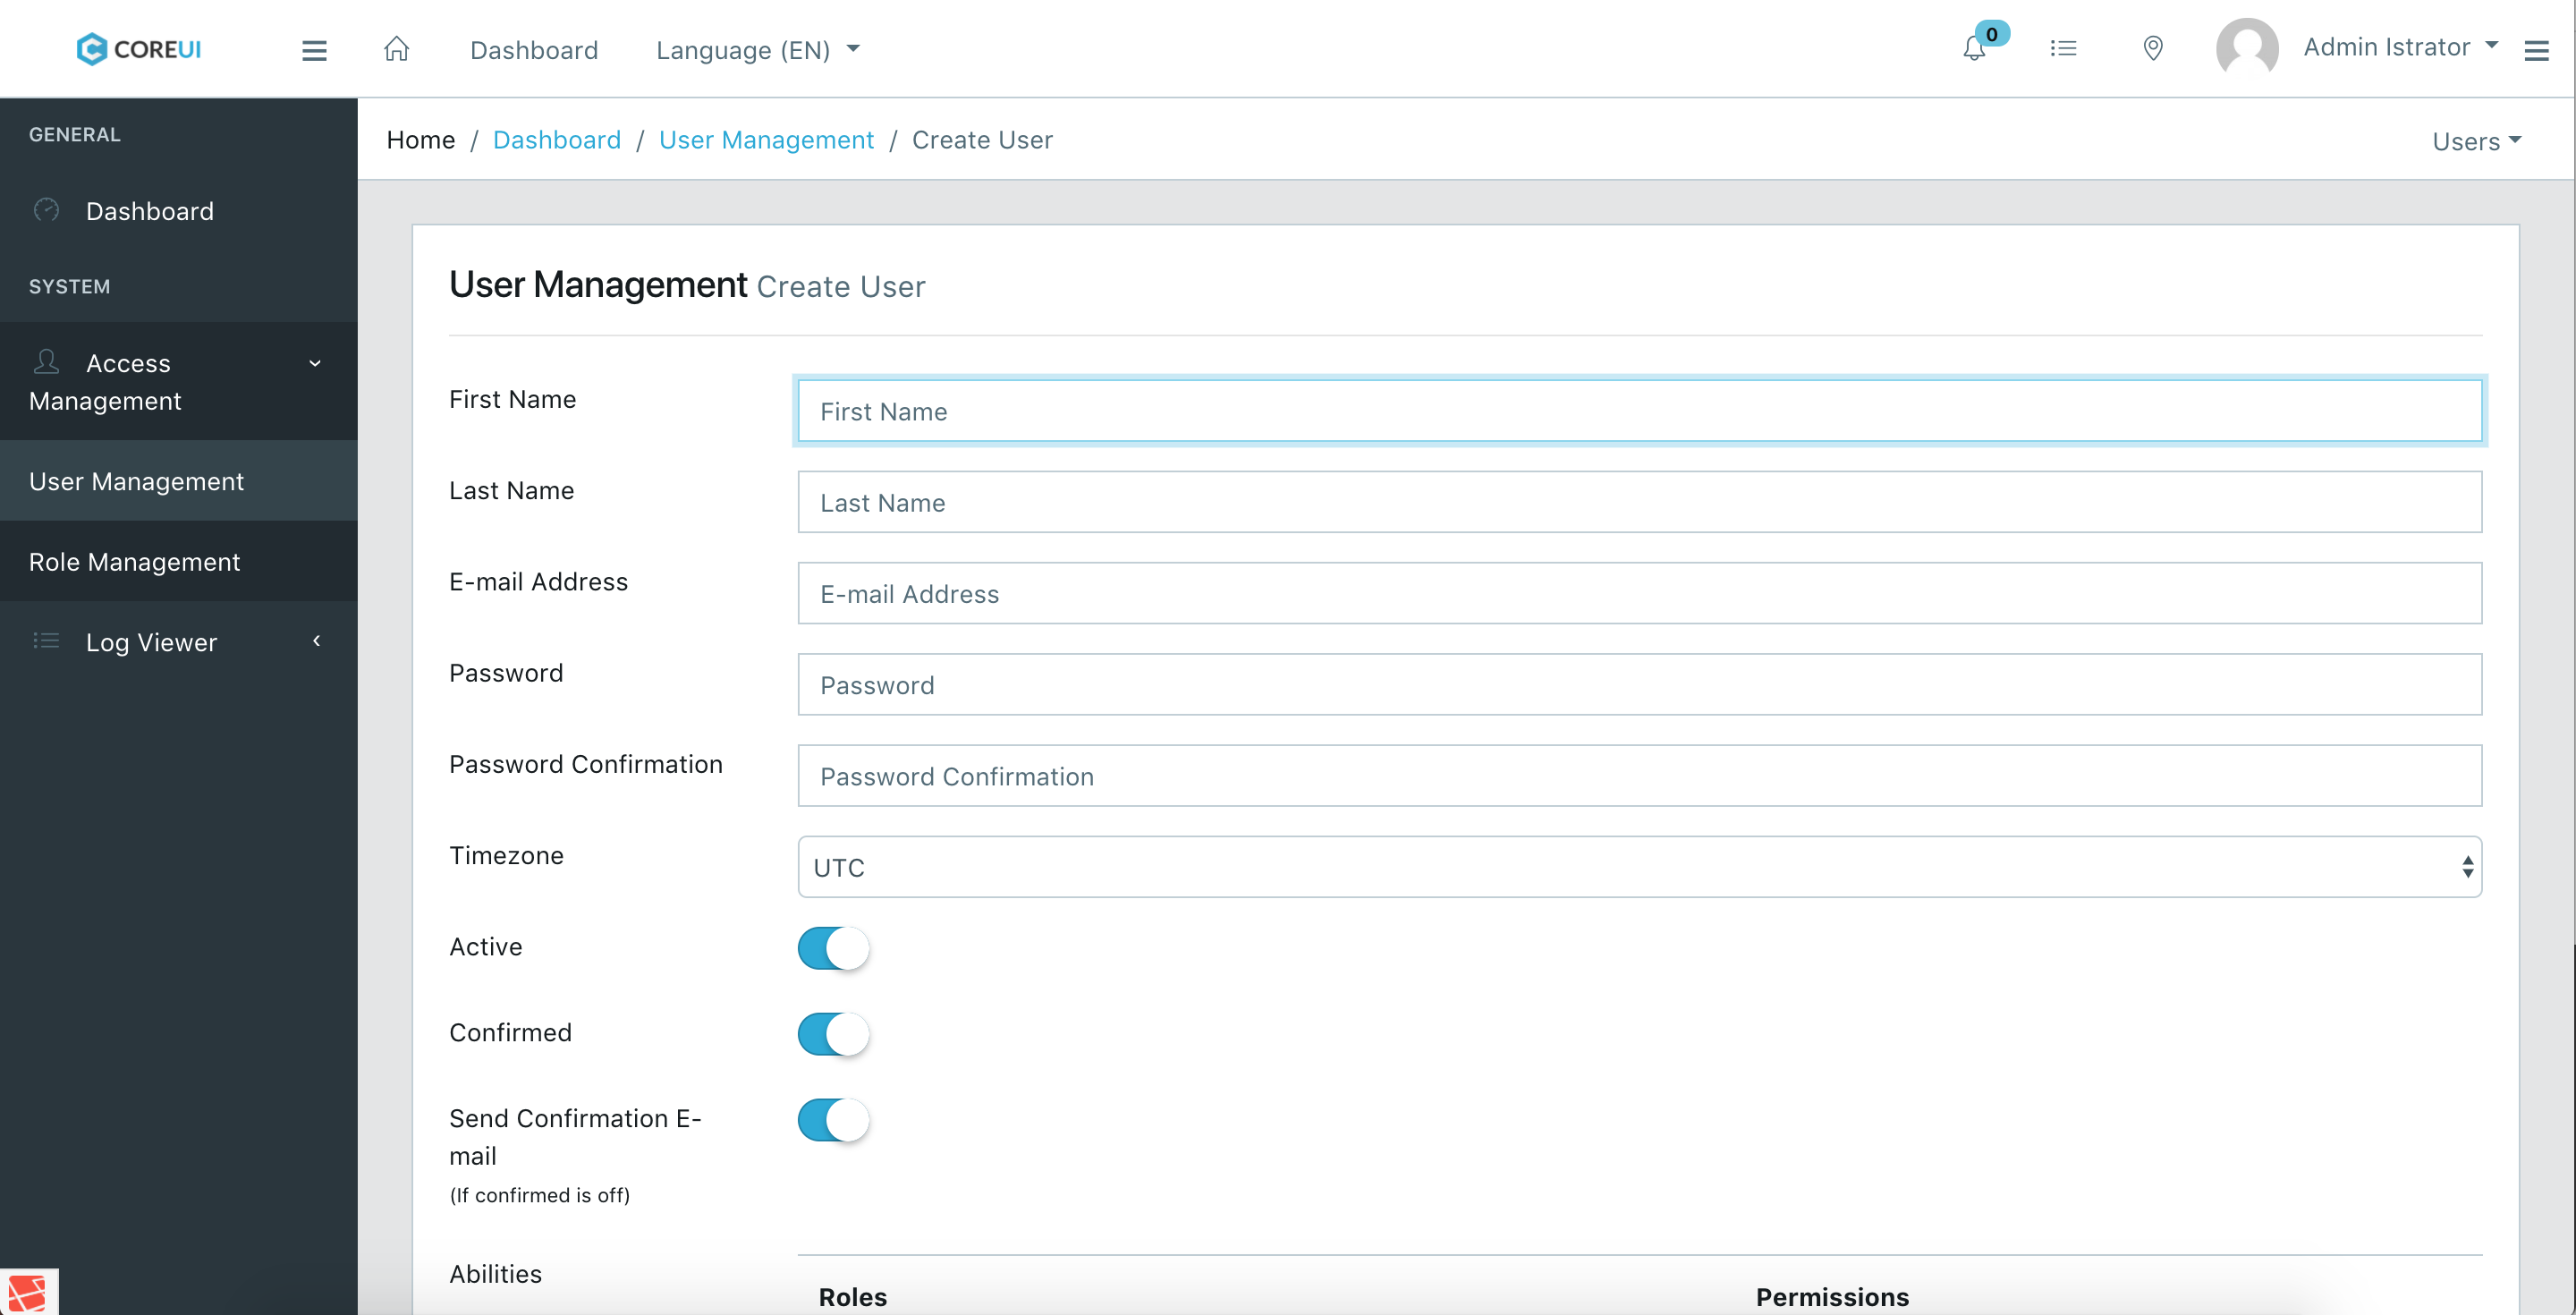 COREUI
Dashboard
Language (EN)
0
Admin Istrator
GENERAL
Dashboard
SYSTEM
Access
Management
User Management
Role Management
Log Viewer
Home / Dashboard / User Management / Create User
Users
User Management Create User
First Name
First Name
Last Name
Last Name
E-mail Address
E-mail Address
Password
Password
Password Confirmation
Password Confirmation
Timezone
UTC
Active
Confirmed
Send Confirmation E-
mail
(If confirmed is off)
Abilities
Roles
Permissions